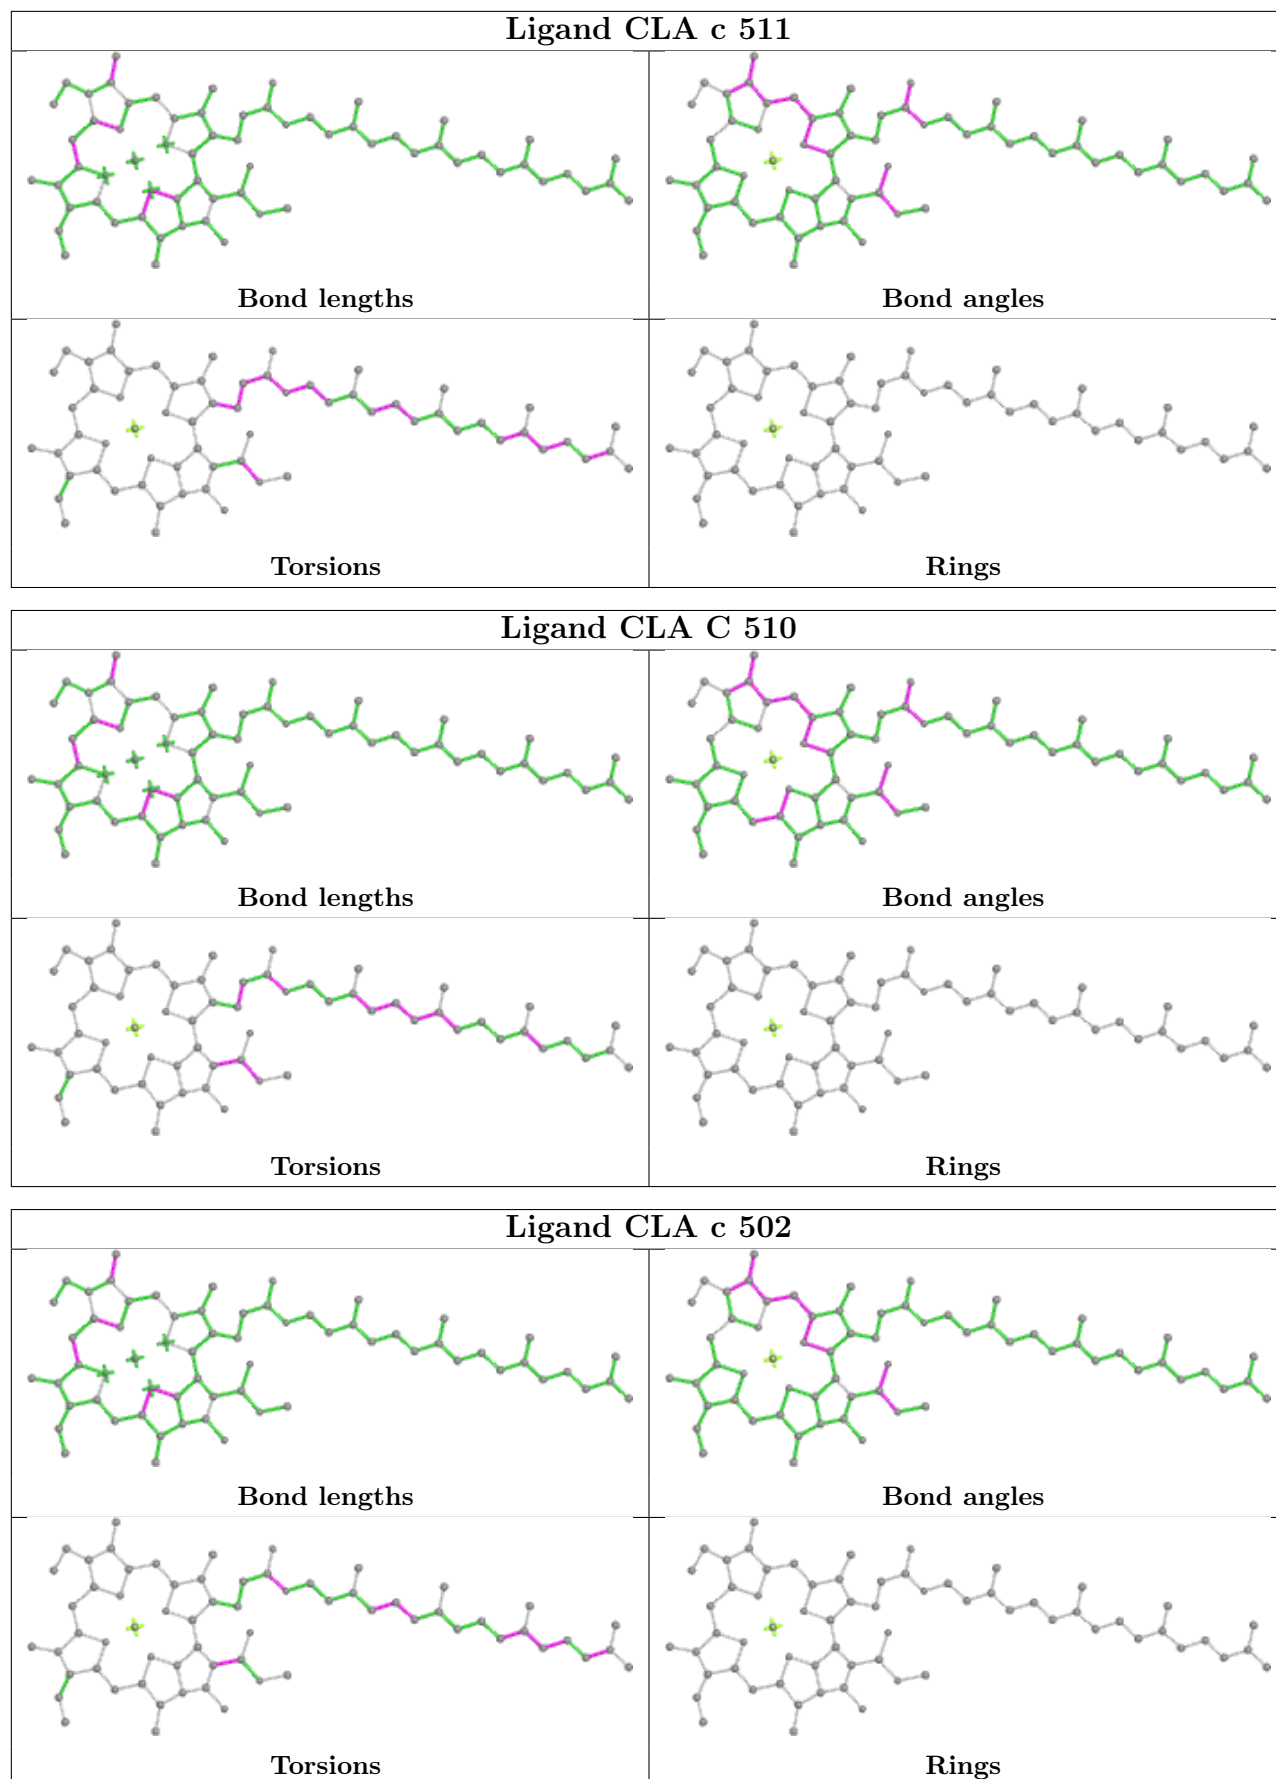 Ligand CLA c 511
Bond lengths
Bond angles
Torsions
Rings
Ligand CLA C 510
Bond lengths
Bond angles
Torsions
Rings
Ligand CLA c 502
Bond lengths
Bond angles
Torsions
Rings